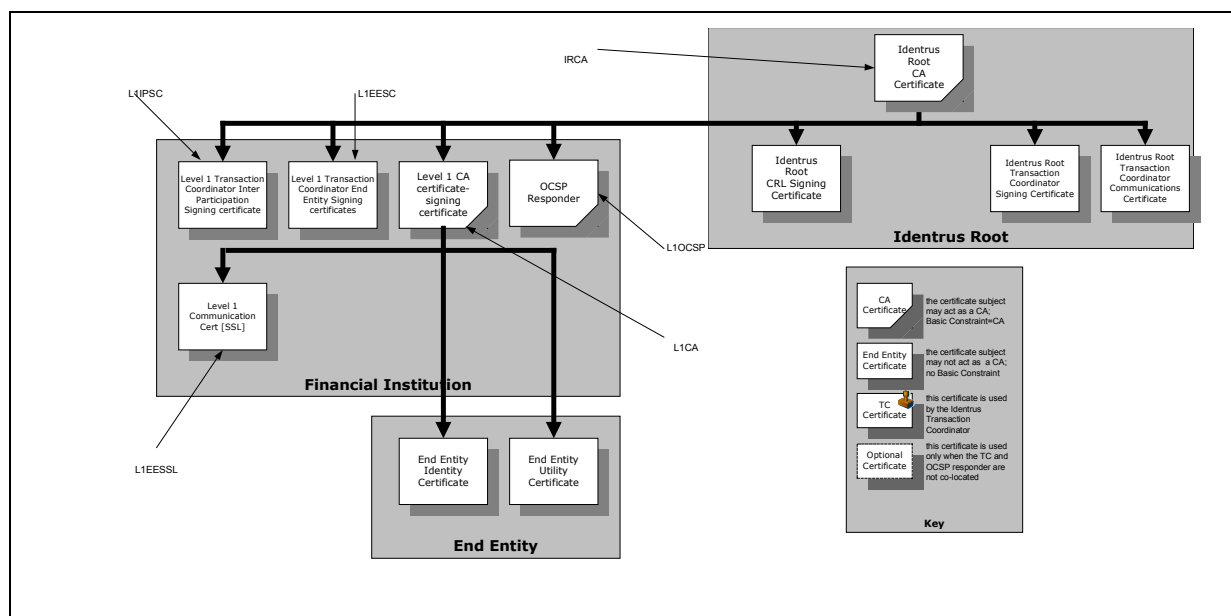 IRCA
Identrus
Root
CA
Certificate
L1IPSC
L1EESC
Level 1 Transaction
Coordinator Inter
Participation
Signing certificate
Level 1 Transaction
Coordinator End
Entity Signing
certificates
Level 1 CA
certificate-
signing
certificate
OCSP
Responder
Identrus
Root
CRL Signing
Certificate
Identrus Root
Transaction
Coordinator
Signing Certificate
Identrus Root
Transaction
Coordinator
Communications
Certificate
Identrus Root
L1OCSP
Level 1
Communication
Cert [SSL]
L1CA
Financial Institution
L1EESSL
End Entity
Identity
Certificate
End Entity
Utility
Certificate
End Entity
CA
Certificate
the certificate subject
may act as a CA;
Basic Constraint=CA
End Entity
Certificate
the certificate subject
may not act as a CA;
no Basic Constraint
TC
Certificate
this certificate is used
by the Identrus
Transaction
Coordinator
Optional
Certificate
this certificate is used
only when the TC and
OCSP responder are
not co-located
Key